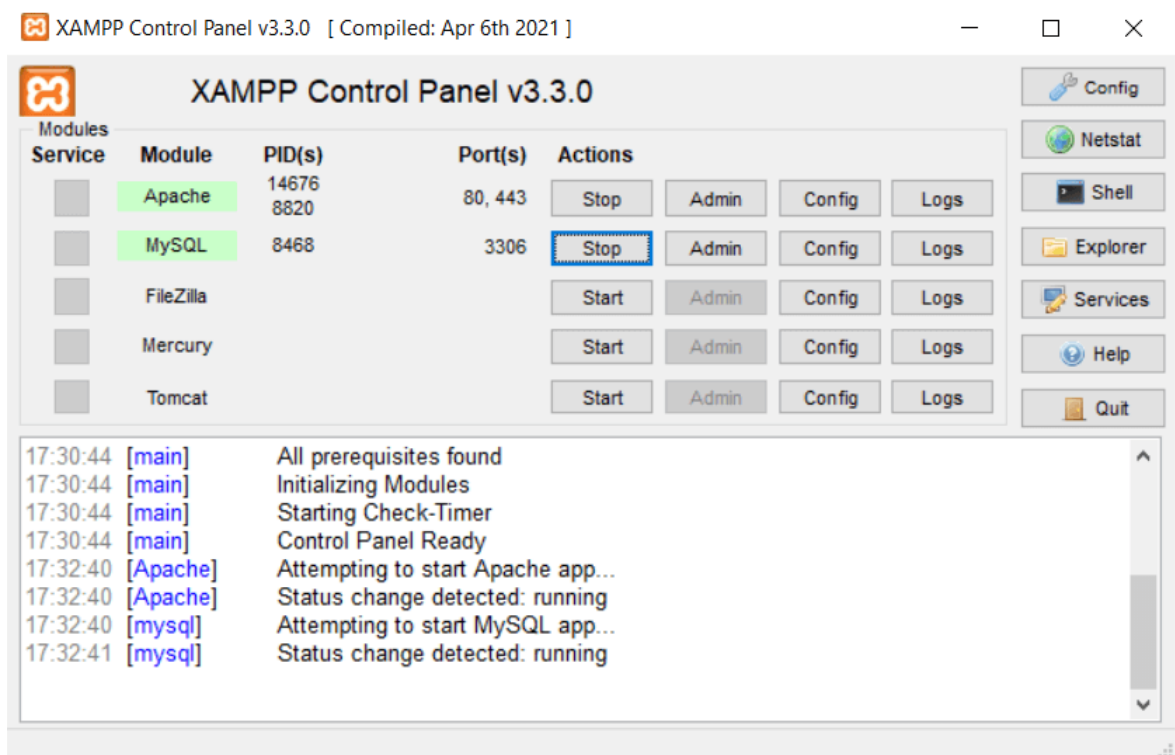 XAMPP Control Panel v3.3.0 [ Compiled: Apr 6th 2021 ]
XAMPP Control Panel v3.3.0
Config
Modules
Service Module PID(s) Port(s) Actions
Netstat
Apache 14676 8820 80, 443 Stop Admin Config Logs
Shell
MySQL 8468 3306 Stop Admin Config Logs
Explorer
FileZilla Start Admin Config Logs
Services
Mercury Start Admin Config Logs
Help
Tomcat Start Admin Config Logs
Quit
17:30:44 [main] All prerequisites found
17:30:44 [main] Initializing Modules
17:30:44 [main] Starting Check-Timer
17:30:44 [main] Control Panel Ready
17:32:40 [Apache] Attempting to start Apache app...
17:32:40 [Apache] Status change detected: running
17:32:40 [mysql] Attempting to start MySQL app...
17:32:41 [mysql] Status change detected: running